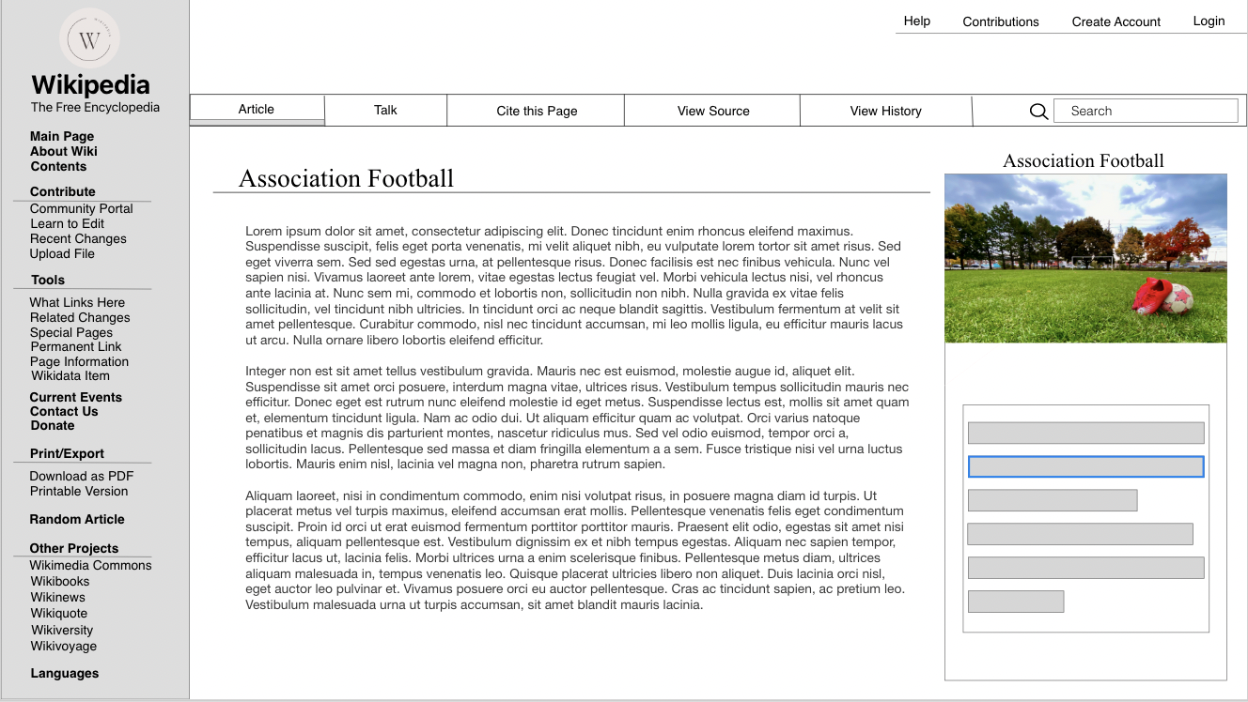 Help
Contributions
Create Account
Login
W
Wikipedia
The Free Encyclopedia
Main Page
About Wiki
Contents
Contribute
Community Portal
Learn to Edit
Recent Changes
Upload File
Tools
What Links Here
Related Changes
Special Pages
Permanent Link
Page Information
Wikidata Item
Current Events
Contact Us
Donate
Print/Export
Download as PDF
Printable Version
Random Article
Other Projects
Wikimedia Commons
Wikibooks
Wikinews
Wikiquote
Wikiversity
Wikivoyage
Languages
Article
Talk
Cite this Page
View Source
View History
Search
Association Football
Lorem ipsum dolor sit amet, consectetur adipiscing elit. Donec tincidunt enim rhoncus eleifend maximus.
Suspendisse suscipit, felis eget porta venenatis, mi velit aliquet nibh, eu vulputate lorem tortor sit amet risus. Sed
eget viverra sem. Sed sed egestas urna, at pellentesque risus. Donec facilisis est nec finibus vehicula. Nunc vel
sapien nisi. Vivamus laoreet ante lorem, vitae egestas lectus feugiat vel. Morbi vehicula lectus nisi, vel rhoncus
ante lacinia at. Nunc sem mi, commodo et lobortis non, sollicitudin non nibh. Nulla gravida ex vitae felis
sollicitudin, vel tincidunt nibh ultricies. In tincidunt orci ac neque blandit sagittis. Vestibulum fermentum at velit sit
amet pellentesque. Curabitur commodo, nisl nec tincidunt accumsan, mi leo mollis ligula, eu efficitur mauris lacus
ut arcu. Nulla ornare libero lobortis eleifend efficitur.
Integer non est sit amet tellus vestibulum gravida. Mauris nec est euismod, molestie augue id, aliquet elit.
Suspendisse sit amet orci posuere, interdum magna vitae, ultrices risus. Vestibulum tempus sollicitudin mauris nec
efficitur. Donec eget est rutrum nunc eleifend molestie id eget metus. Suspendisse lectus est, mollis sit amet quam
et, elementum tincidunt ligula. Nam ac odio dui. Ut aliquam efficitur quam ac volutpat. Orci varius natoque
penatibus et magnis dis parturient montes, nascetur ridiculus mus. Sed vel odio euismod, tempor orci a,
sollicitudin lacus. Pellentesque sed massa et diam fringilla elementum a a sem. Fusce tristique nisi vel urna luctus
lobortis. Mauris enim nisl, lacinia vel magna non, pharetra rutrum sapien.
Aliquam laoreet, nisi in condimentum commodo, enim nisi volutpat risus, in posuere magna diam id turpis. Ut
placerat metus vel turpis maximus, eleifend accumsan erat mollis. Pellentesque venenatis felis eget condimentum
suscipit. Proin id orci ut erat euismod fermentum porttitor porttitor mauris. Praesent elit odio, egestas sit amet nisi
tempus, aliquam pellentesque est. Vestibulum dignissim ex et nibh tempus egestas. Aliquam nec sapien tempor,
efficitur lacus ut, lacinia felis. Morbi ultrices urna a enim scelerisque finibus. Pellentesque metus diam, ultrices
aliquam malesuada in, tempus venenatis leo. Quisque placerat ultricies libero non aliquet. Duis lacinia orci nisl,
eget auctor leo pulvinar et. Vivamus posuere orci eu auctor pellentesque. Cras ac tincidunt sapien, ac pretium leo.
Vestibulum malesuada urna ut turpis accumsan, sit amet blandit mauris lacinia.
Association Football